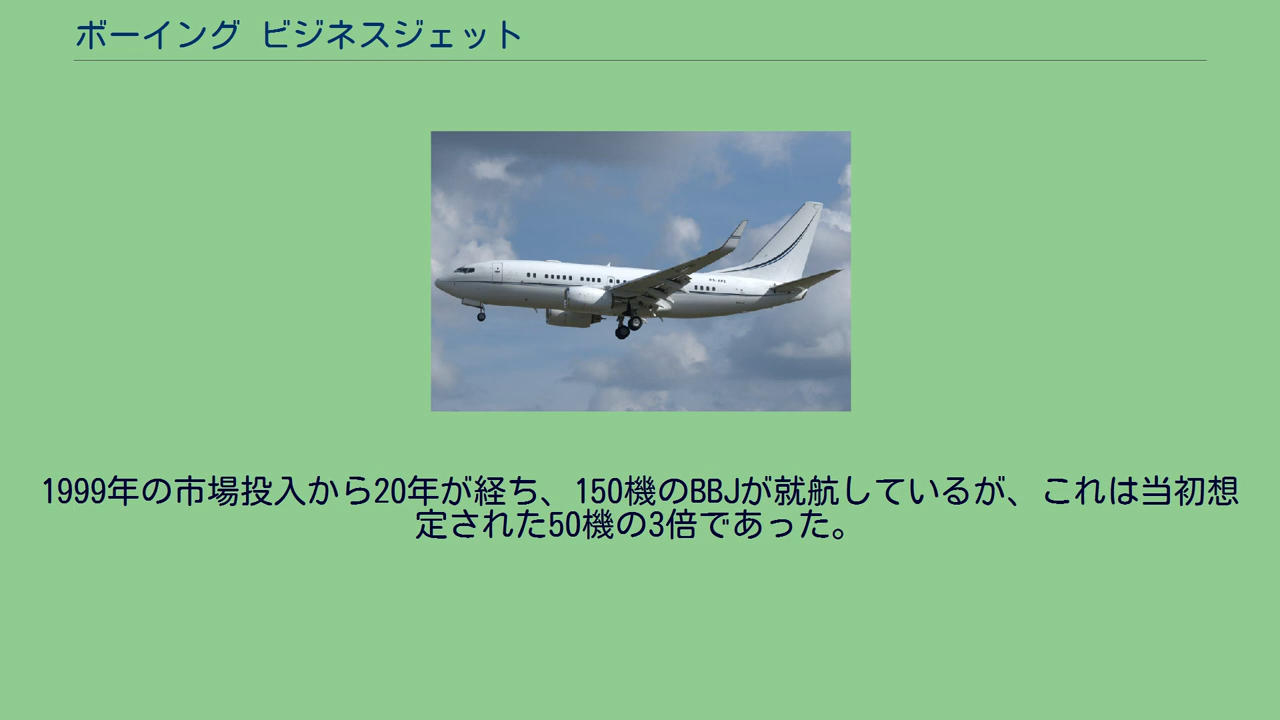 ボーイング ビジネスジェット
1999年の市場投入から20年が経ち、150機のBBJが就航しているが、これは当初想
定された50機の3倍であった。